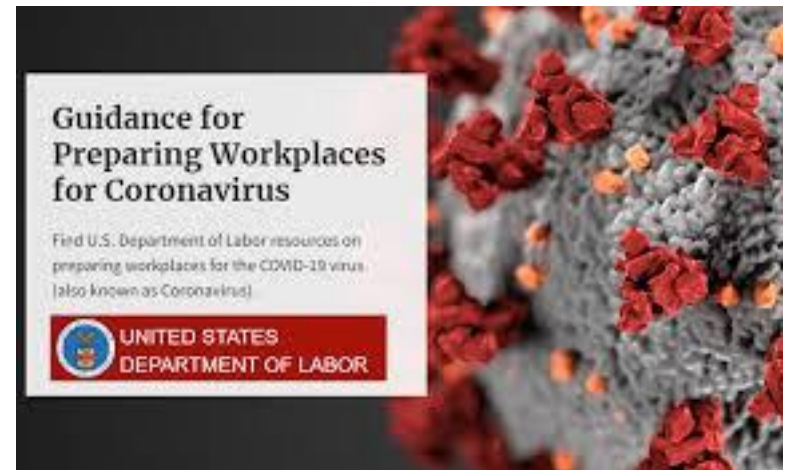 Guidance for
Preparing Workplaces
for Coronavirus
Find U.S. Department of Labor resources on
preparing workplaces for the COVID-19 virus
(also known as Coronavirus).
UNITED STATES
DEPARTMENT OF LABOR